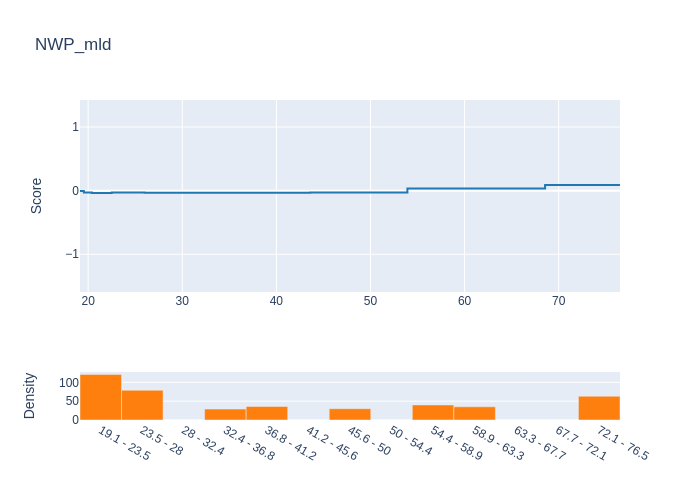 NWP_mld
Score
1
0
−1
20 30 40 50 60 70
Density
100
50
0
19.1 - 23.5
23.5 - 28
28 - 32.4
32.4 - 36.8
36.8 - 41.2
41.2 - 45.6
45.6 - 50
50 - 54.4
54.4 - 58.9
58.9 - 63.3
63.3 - 67.7
67.7 - 72.1
72.1 - 76.5